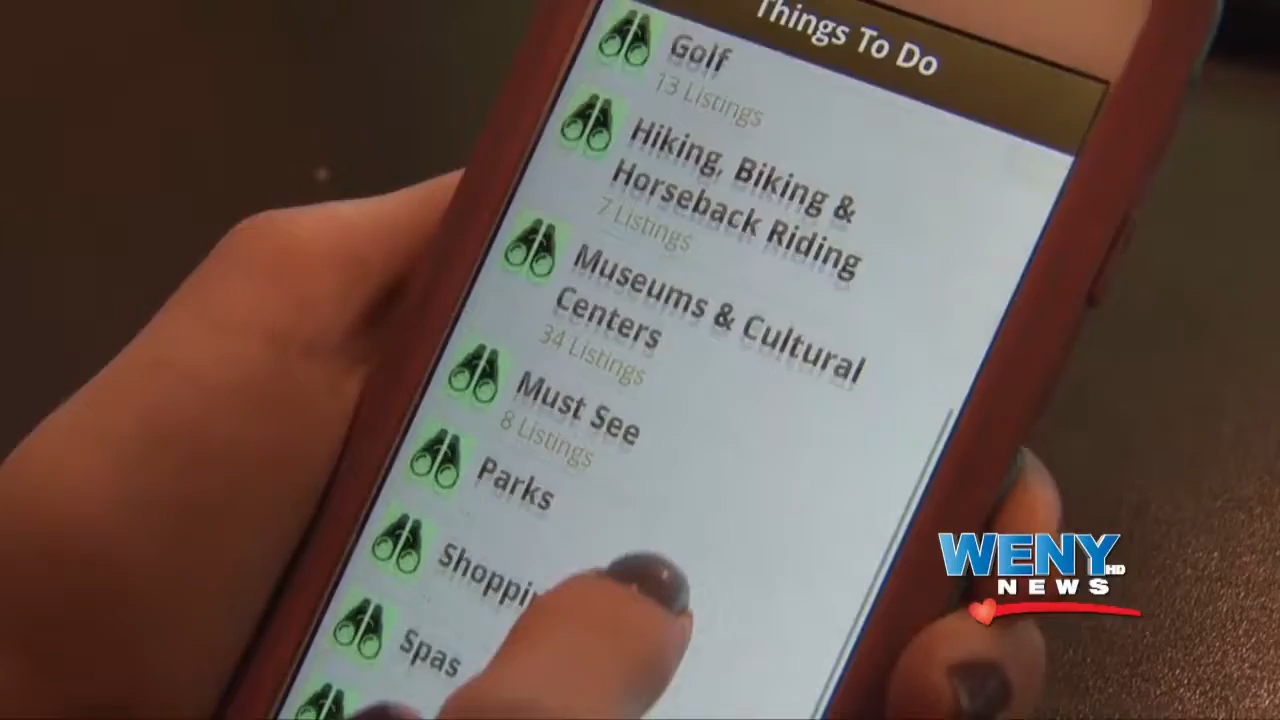 Things To Do
Golf
13 Listings
Hiking, Biking &
Horseback Riding
7 Listings
Museums & Cultural
Centers
34 Listings
Must See
8 Listings
Parks
Spas
WENY
HD
NEWS